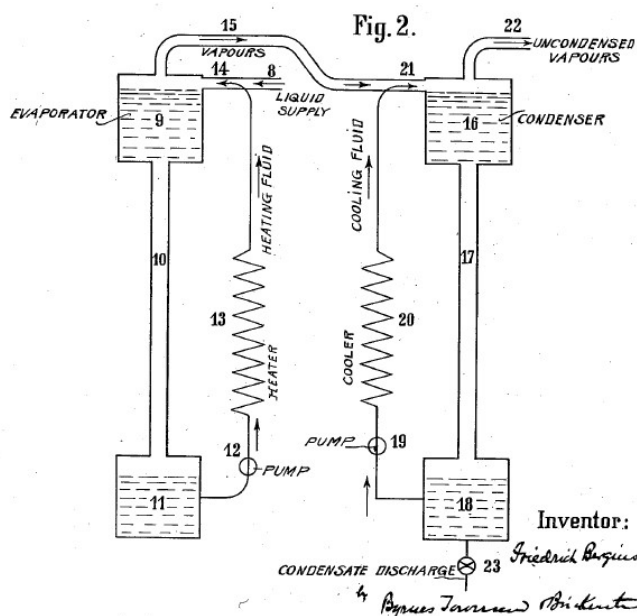 Fig. 2.
15
VAPOURS
22
UNCONDENSED
VAPOURS
14
8
21
LIQUID
SUPPLY
EVAPORATOR
9
16
CONDENSER
HEATING FLUID
COOLING FLUID
10
17
13
20
HEATER
COOLER
12
PUMP
PUMP
19
11
18
Inventor:
Friedrich Bergius
CONDENSATE DISCHARGE
23
by
Byrnes Townsend